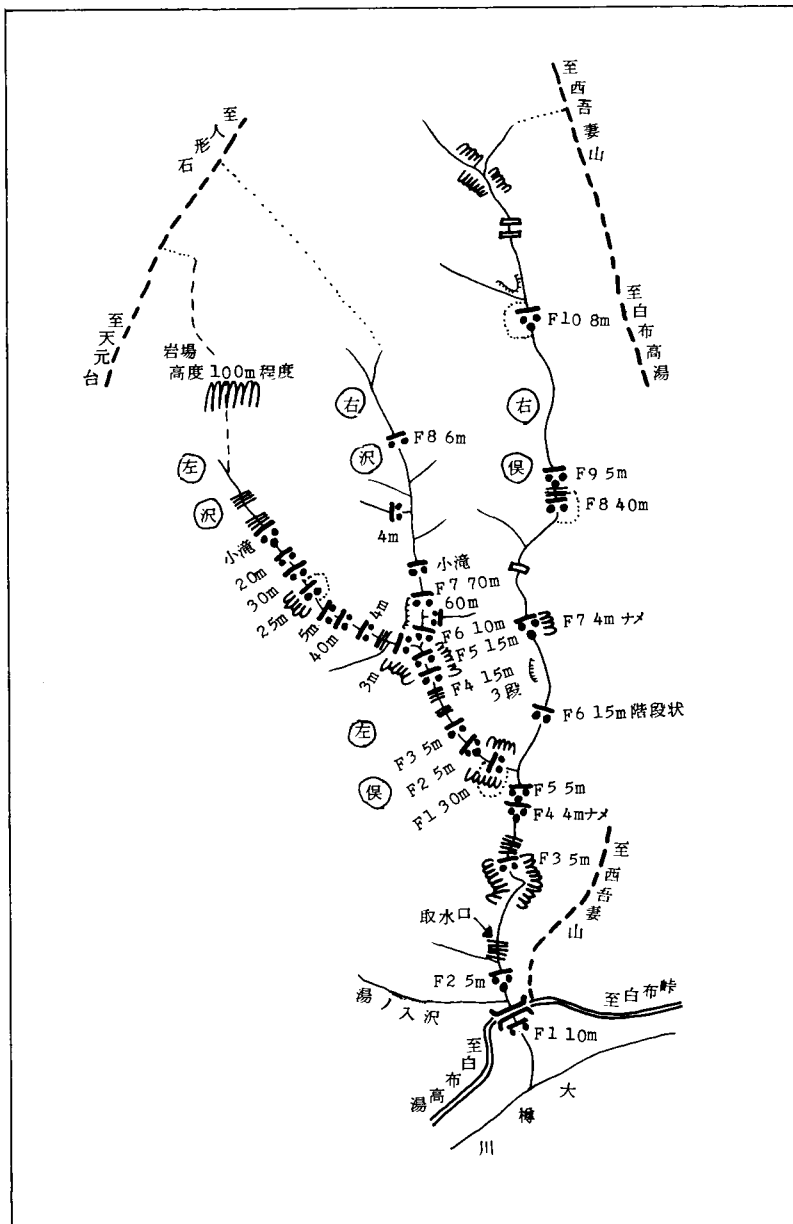 至西吾妻山
至人形石
至白布高湯
F10 8m
至天元台
岩場
高度100m程度
右
沢
右
俣
F8 6m
左
沢
F9 5m
F8 40m
4m
小滝
小滝
20m
30m
25m
5m
40m
4m
3m
F7 70m
60m
F6 10m
F5 15m
F4 15m
3段
F7 4mナメ
F6 15m階段状
左
俣
F3 5m
F2 5m
F1 30m
F5 5m
F4 4mナメ
F3 5m
至西吾妻山
取水口
F2 5m
湯ノ入沢
至白布峠
F1 10m
至白布高湯
大樽川